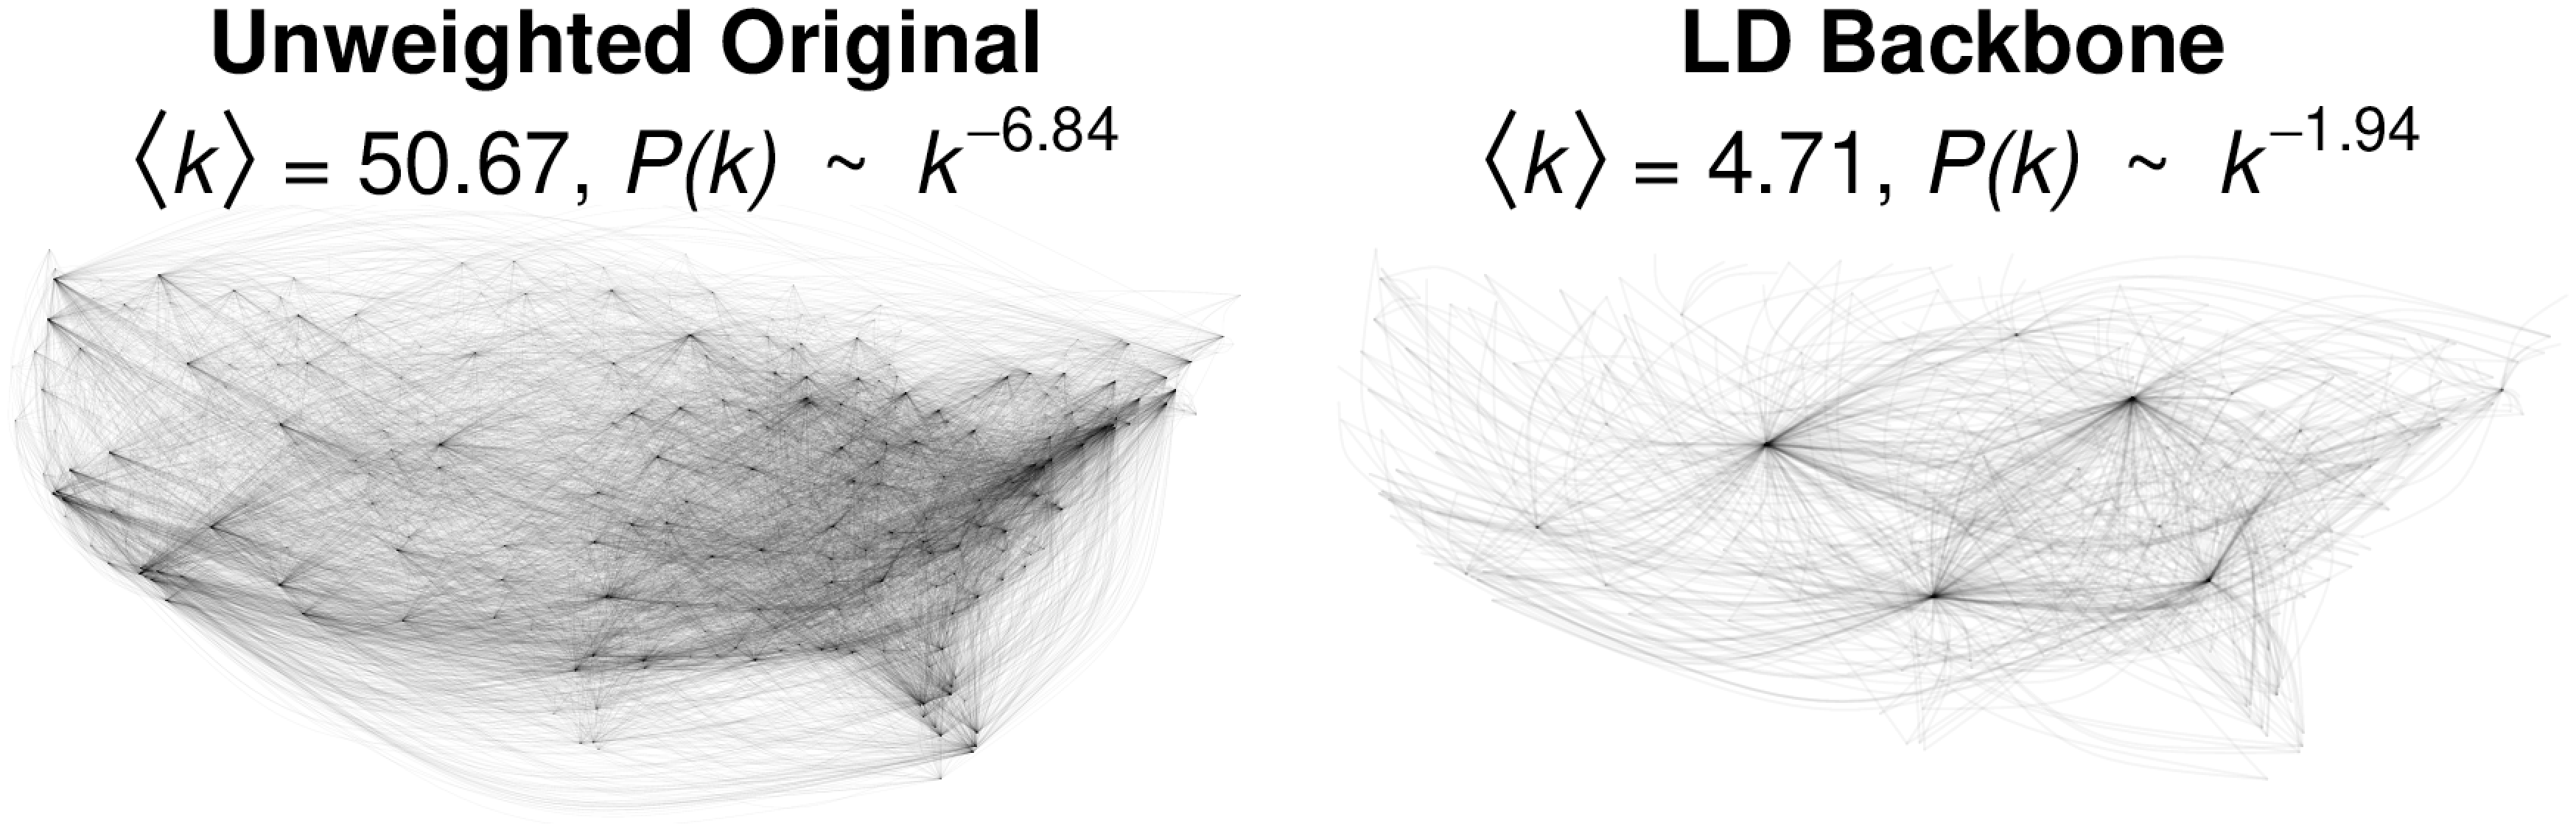 Unweighted Original
⟨k⟩ = 50.67, P(k) ~ k^−6.84
LD Backbone
⟨k⟩ = 4.71, P(k) ~ k^−1.94